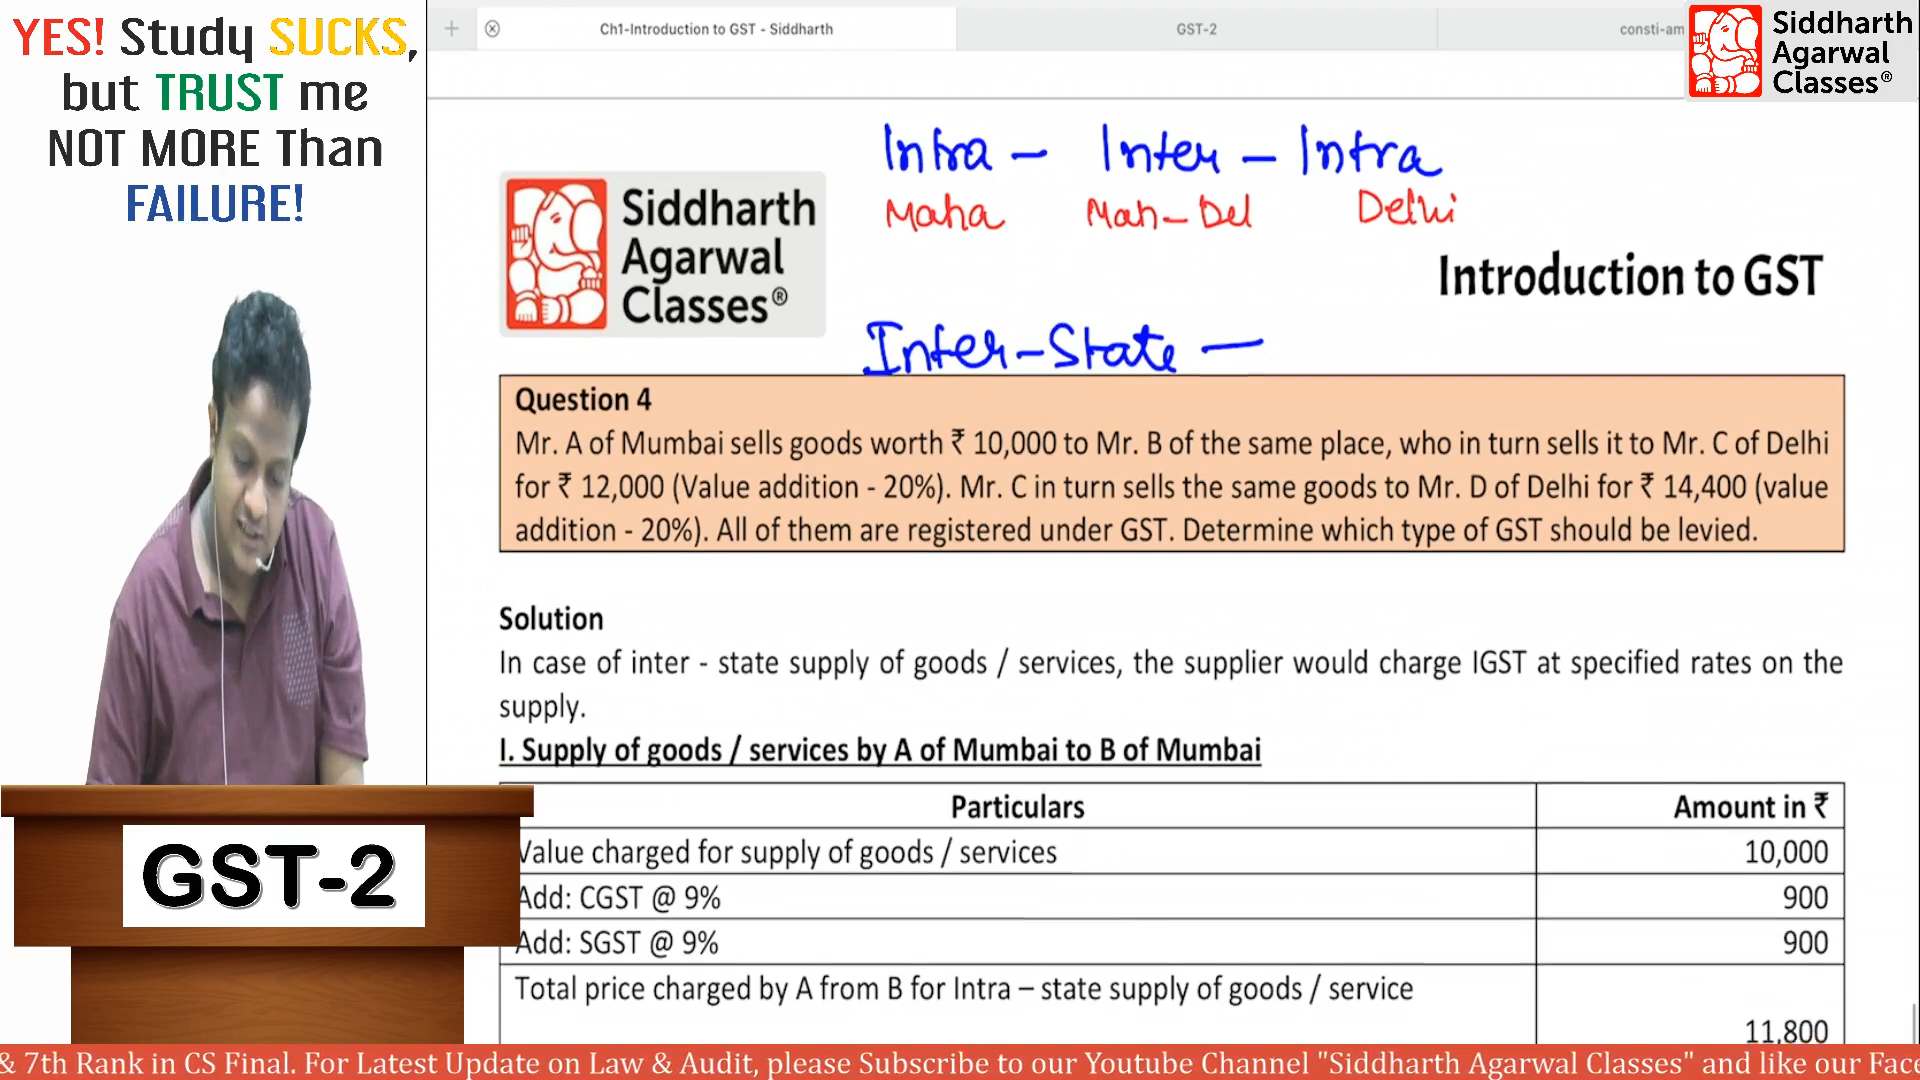 YES! Study SUCKS,
but TRUST me
NOT MORE Than
FAILURE!
Ch1-Introduction to GST - Siddharth
GST-2
consti-am
Siddharth
Agarwal
Classes®
Intra - Inter - Intra
Maha Mah-Del Delhi
Siddharth
Agarwal
Classes®
Introduction to GST
Inter-State -
Question 4
Mr. A of Mumbai sells goods worth ₹ 10,000 to Mr. B of the same place, who in turn sells it to Mr. C of Delhi
for ₹ 12,000 (Value addition - 20%). Mr. C in turn sells the same goods to Mr. D of Delhi for ₹ 14,400 (value
addition - 20%). All of them are registered under GST. Determine which type of GST should be levied.
Solution
In case of inter - state supply of goods / services, the supplier would charge IGST at specified rates on the
supply.
I. Supply of goods / services by A of Mumbai to B of Mumbai
Particulars Amount in ₹
Value charged for supply of goods / services 10,000
Add: CGST @ 9% 900
Add: SGST @ 9% 900
Total price charged by A from B for Intra – state supply of goods / service
11,800
GST-2
& 7th Rank in CS Final. For Latest Update on Law & Audit, please Subscribe to our Youtube Channel "Siddharth Agarwal Classes" and like our Face